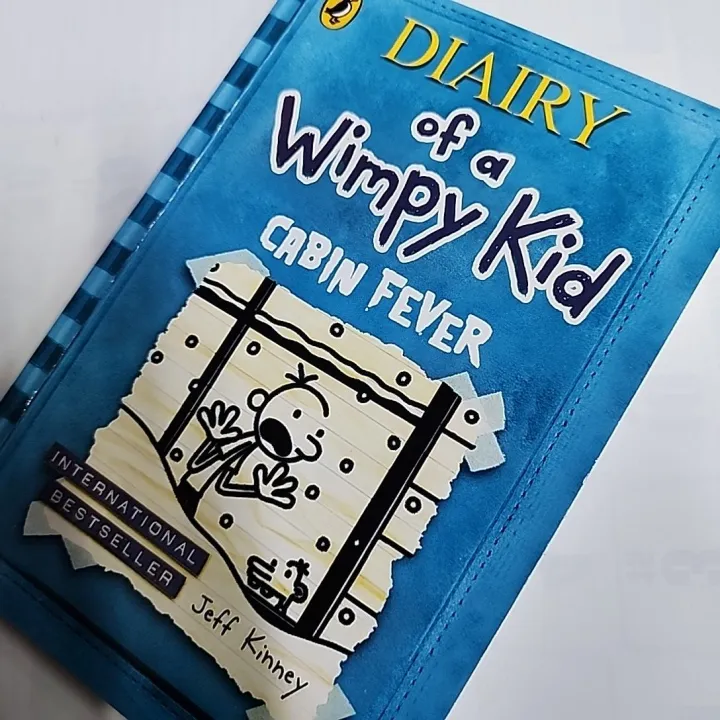 DIAIRY
of a
Wimpy Kid
CABIN FEVER
INTERNATIONAL
BESTSELLER
Jeff Kinney